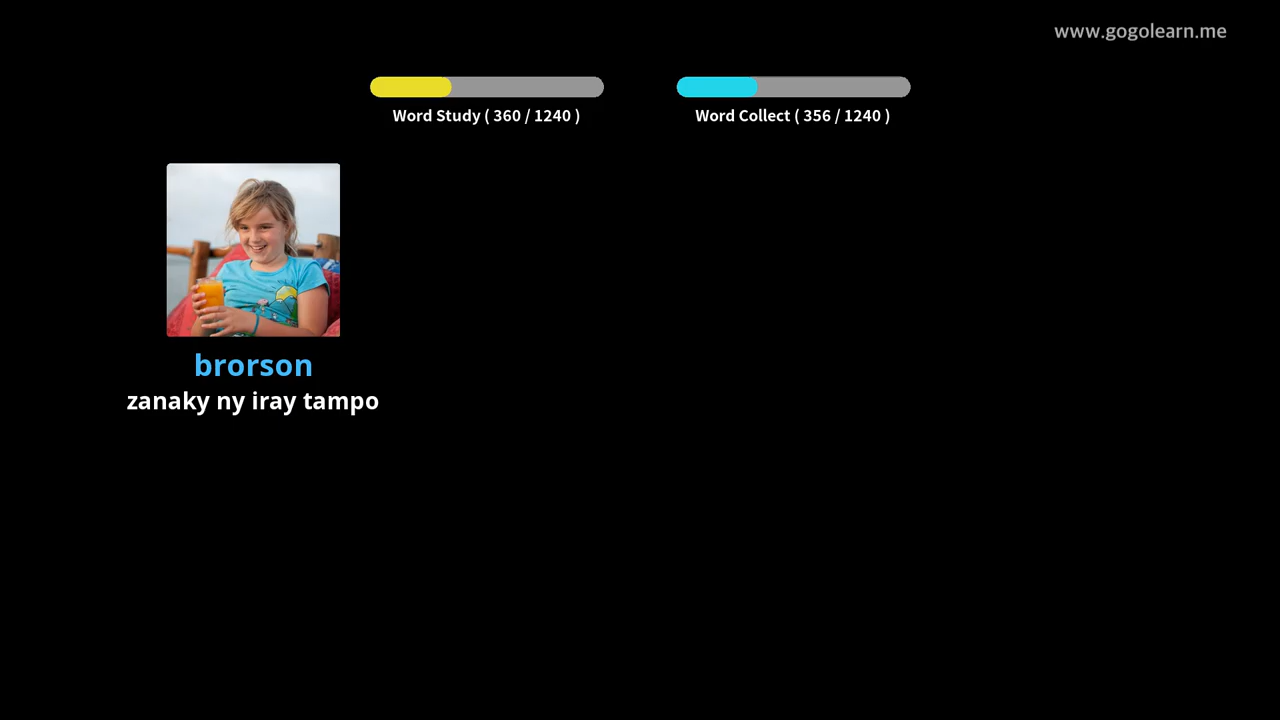 www.gogolearn.me
Word Study ( 360 / 1240 )
Word Collect ( 356 / 1240 )
brorson
zanaky ny iray tampo